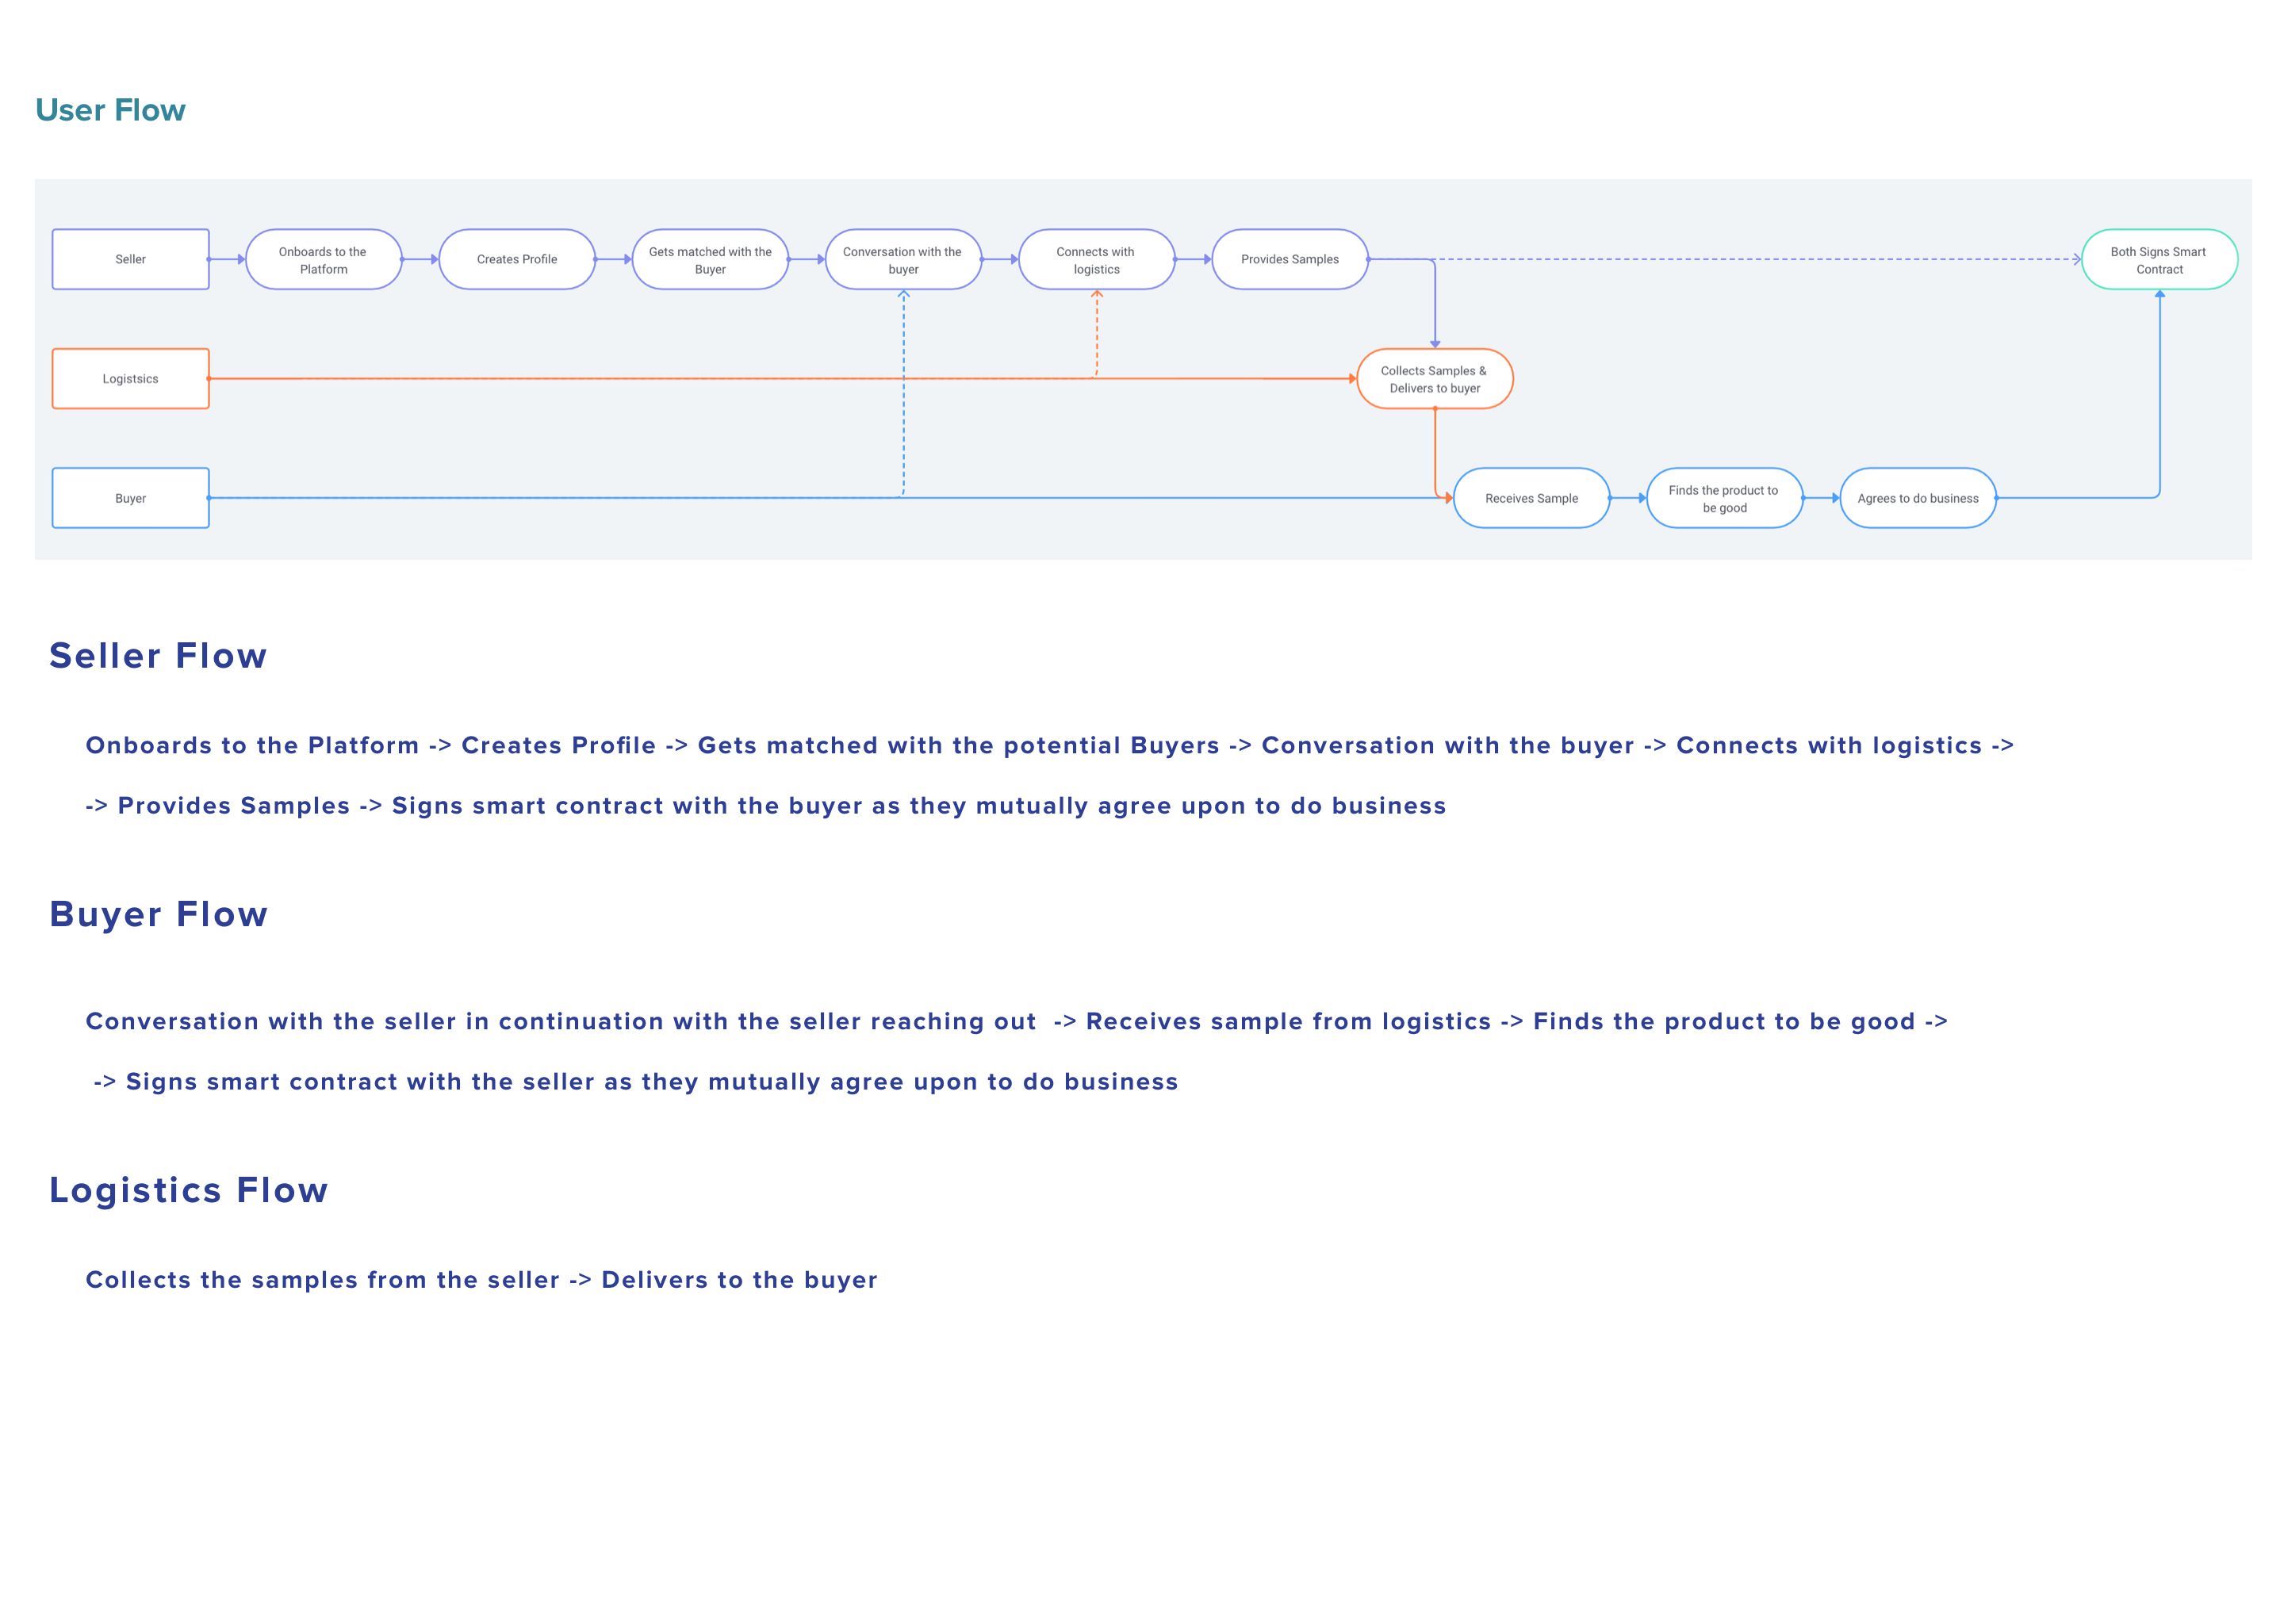 User Flow
Seller
Onboards to the
Platform
Creates Profile
Gets matched with the
Buyer
Conversation with the
buyer
Connects with
logistics
Provides Samples
Both Signs Smart
Contract
Logistsics
Collects Samples &
Delivers to buyer
Buyer
Receives Sample
Finds the product to
be good
Agrees to do business
Seller Flow
Onboards to the Platform -> Creates Profile -> Gets matched with the potential Buyers -> Conversation with the buyer -> Connects with logistics ->
-> Provides Samples -> Signs smart contract with the buyer as they mutually agree upon to do business
Buyer Flow
Conversation with the seller in continuation with the seller reaching out -> Receives sample from logistics -> Finds the product to be good ->
-> Signs smart contract with the seller as they mutually agree upon to do business
Logistics Flow
Collects the samples from the seller -> Delivers to the buyer